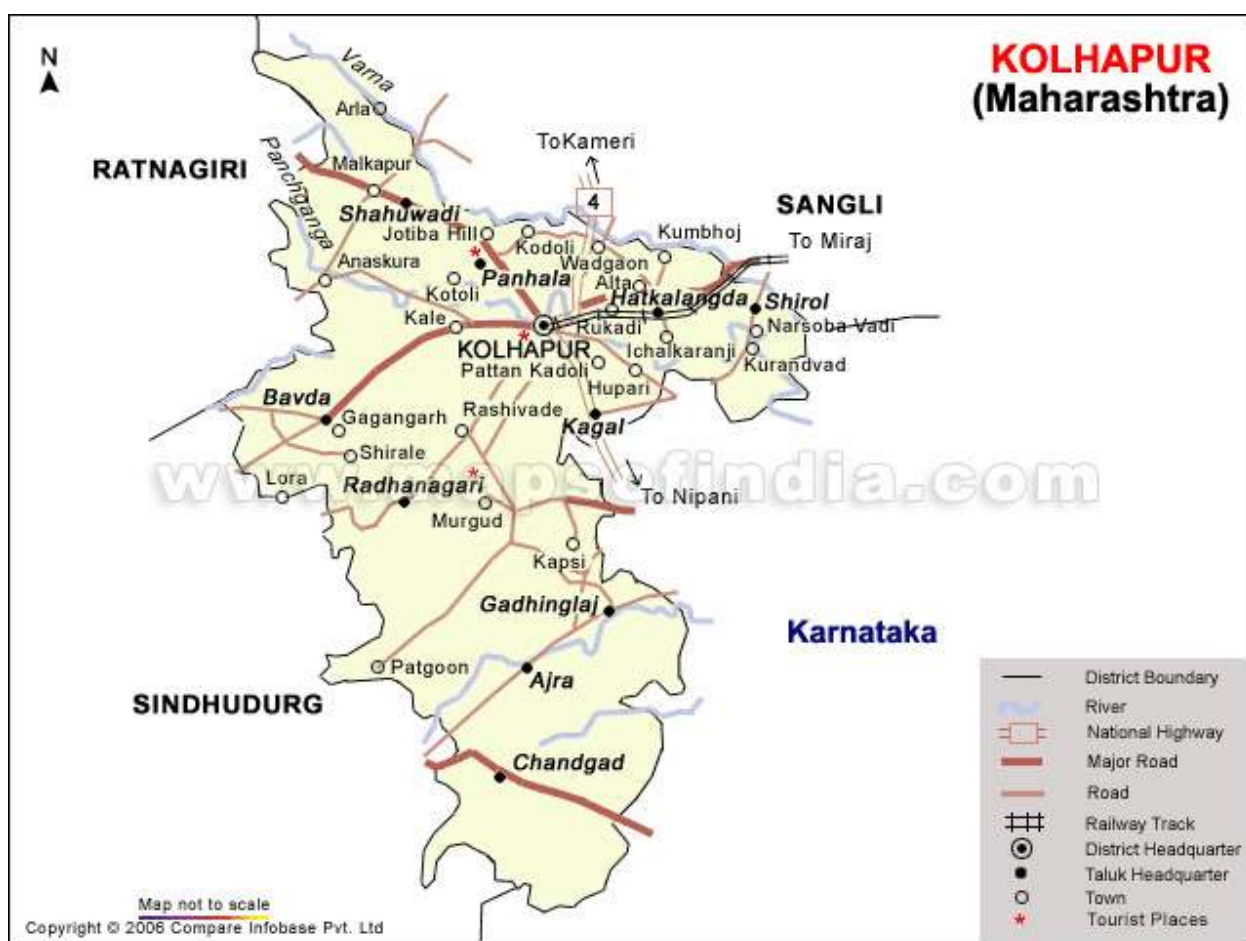 KOLHAPUR
(Maharashtra)
N
Varna
Arla
ToKameri
Panchganga
RATNAGIRI
Malkapur
4
SANGLI
Shahuwadi
Jotiba Hill
Kodoli
Kumbhoj
To Miraj
Wadgaon
Anaskura
Panhala
Alta
Kotoli
Hatkalangda
Shirol
Kale
Rukadi
Narsoba Vadi
KOLHAPUR
Ichalkaranji
Pattan Kadoli
Kurandvad
Hupari
Bavda
Gagangarh
Rashivade
Kagal
Shirale
www.mapsofindia.com
Lora
Radhanagari
To Nipani
Murgud
Kapsi
Gadhinglaj
Karnataka
Patgoon
Ajra
SINDHUDURG
Chandgad
District Boundary
River
National Highway
Major Road
Road
Railway Track
District Headquarter
Taluk Headquarter
Town
Tourist Places
Map not to scale
Copyright © 2006 Compare Infobase Pvt. Ltd